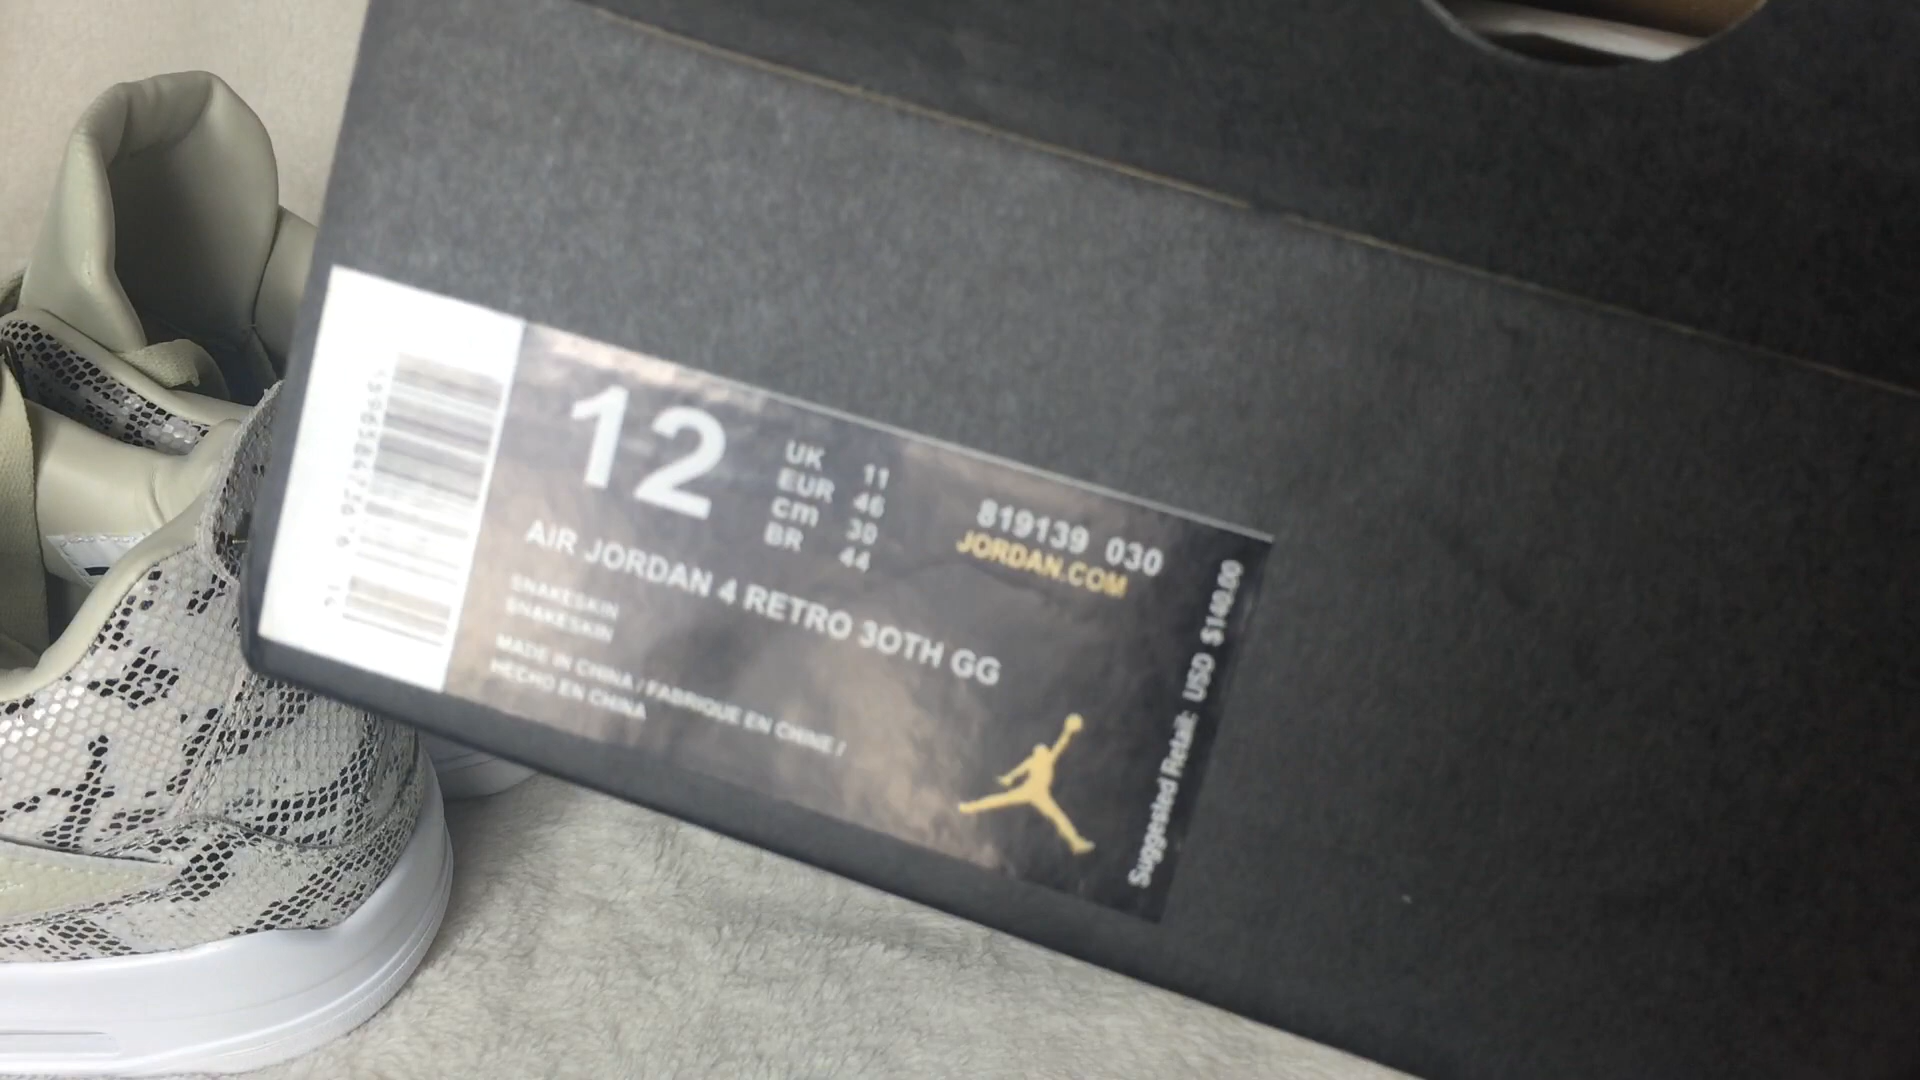 12
UK 11
EUR 46
cm 30
BR 44
819139 030
JORDAN.COM
AIR JORDAN 4 RETRO 3OTH GG
SNAKESKIN
SNAKESKIN
MADE IN CHINA / FABRIQUE EN CHINE /
HECHO EN CHINA
Suggested Retail: USD $140.00